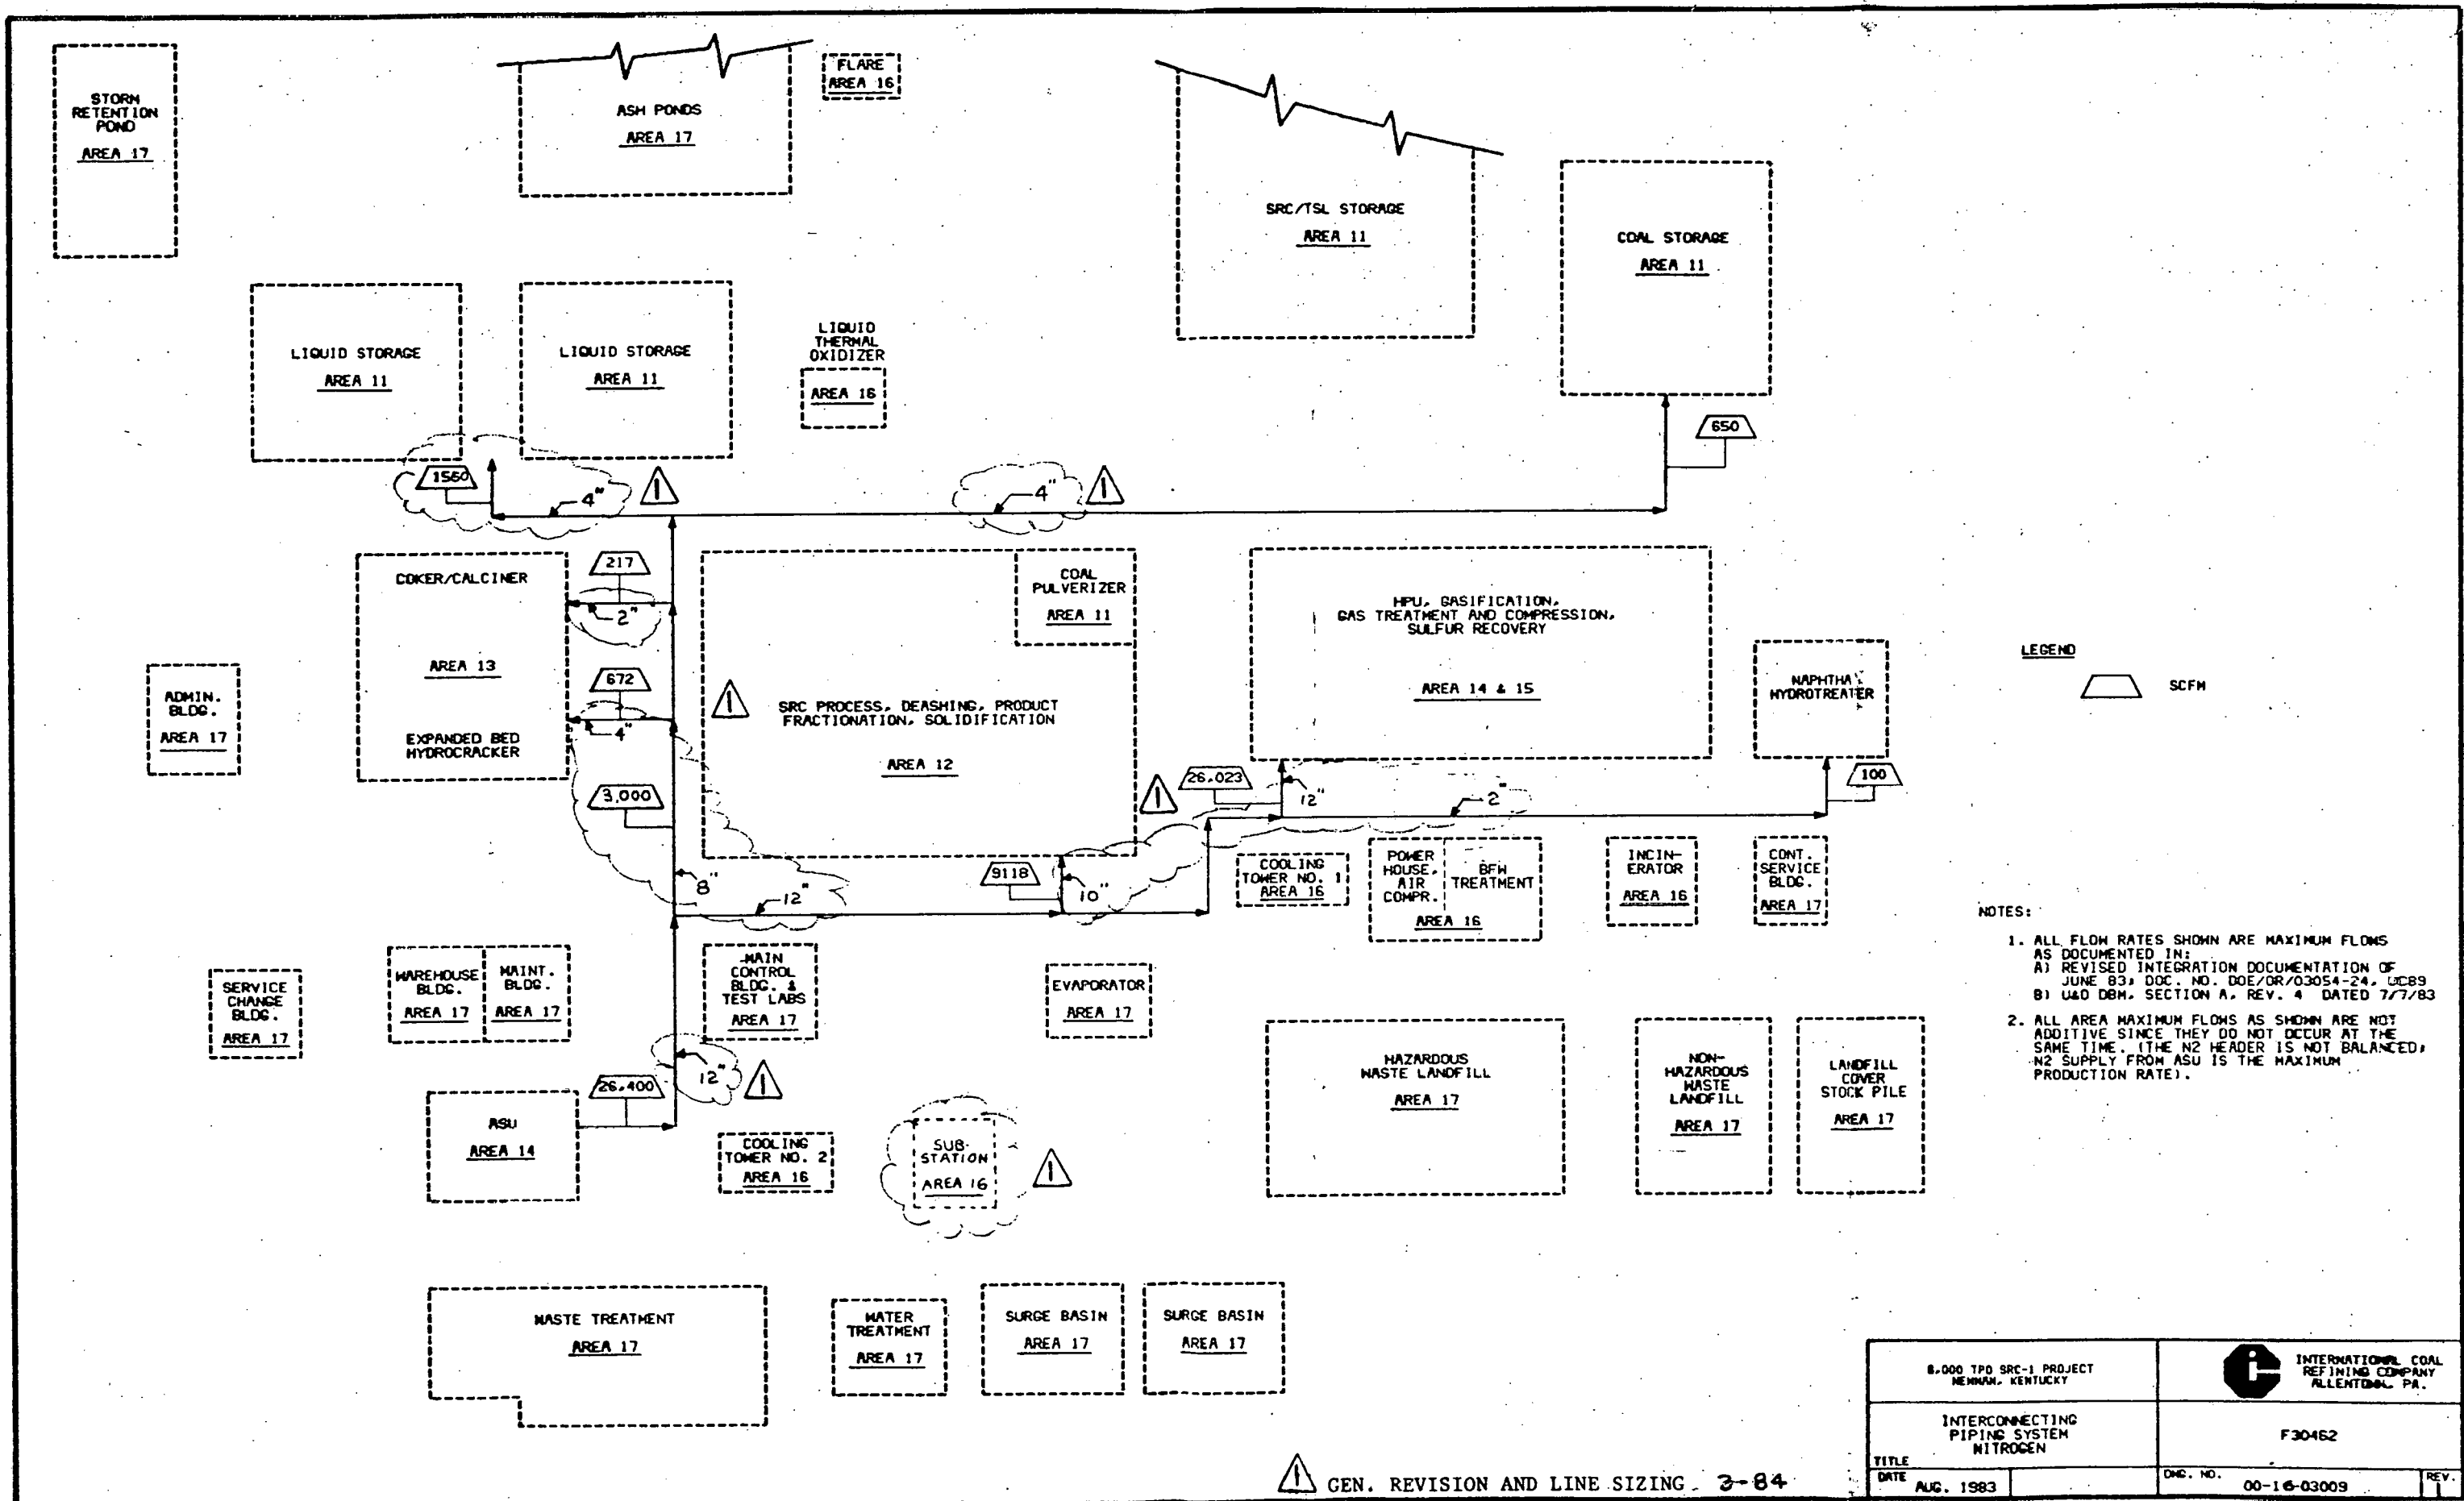 STORM
RETENTION
POND
AREA 17
ASH PONDS
AREA 17
FLARE
AREA 16
SRC/TSL STORAGE
AREA 11
COAL STORAGE
AREA 11
LIQUID STORAGE
AREA 11
LIQUID STORAGE
AREA 11
LIQUID
THERMAL
OXIDIZER
AREA 16
650
1560
4"
1
4"
1
COKER/CALCINER
AREA 13
EXPANDED BED
HYDROCRACKER
217
2"
672
4"
3,000
8"
COAL
PULVERIZER
AREA 11
1
SRC PROCESS, DEASHING, PRODUCT
FRACTIONATION, SOLIDIFICATION
AREA 12
HPU, GASIFICATION,
GAS TREATMENT AND COMPRESSION,
SULFUR RECOVERY
AREA 14 & 15
NAPHTHA
HYDROTREATER
LEGEND
SCFM
ADMIN.
BLDG.
AREA 17
1
26,023
12"
2"
100
12"
9118
10"
COOLING
TOWER NO. 1
AREA 16
POWER
HOUSE,
AIR
COMPR.
BFW
TREATMENT
AREA 16
INCIN-
ERATOR
AREA 16
CONT.
SERVICE
BLDG.
AREA 17
SERVICE
CHANGE
BLDG.
AREA 17
WAREHOUSE
BLDG.
AREA 17
MAINT.
BLDG.
AREA 17
MAIN
CONTROL
BLDG. &
TEST LABS
AREA 17
EVAPORATOR
AREA 17
NOTES:
1. ALL FLOW RATES SHOWN ARE MAXIMUM FLOWS
AS DOCUMENTED IN:
A) REVISED INTEGRATION DOCUMENTATION OF
JUNE 83, DOC. NO. DOE/OR/03054-24, UC89
B) U&O DBM, SECTION A, REV. 4 DATED 7/7/83
2. ALL AREA MAXIMUM FLOWS AS SHOWN ARE NOT
ADDITIVE SINCE THEY DO NOT OCCUR AT THE
SAME TIME. (THE N2 HEADER IS NOT BALANCED,
N2 SUPPLY FROM ASU IS THE MAXIMUM
PRODUCTION RATE).
12"
1
26,400
ASU
AREA 14
COOLING
TOWER NO. 2
AREA 16
SUB-
STATION
AREA 16
1
HAZARDOUS
WASTE LANDFILL
AREA 17
NON-
HAZARDOUS
WASTE
LANDFILL
AREA 17
LANDFILL
COVER
STOCK PILE
AREA 17
WASTE TREATMENT
AREA 17
WATER
TREATMENT
AREA 17
SURGE BASIN
AREA 17
SURGE BASIN
AREA 17
1 GEN. REVISION AND LINE SIZING 3-84
6,000 TPD SRC-1 PROJECT
NEWMAN, KENTUCKY
INTERNATIONAL COAL
REFINING COMPANY
ALLENTOWN, PA.
INTERCONNECTING
PIPING SYSTEM
NITROGEN
TITLE
F30462
DATE AUG. 1983
DWG. NO. 00-16-03009
REV. 1